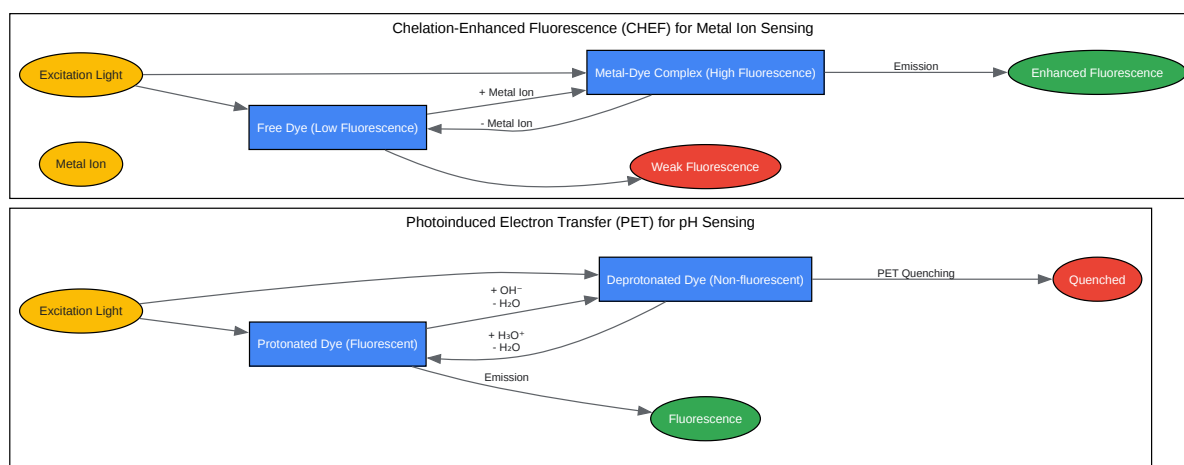 Chelation-Enhanced Fluorescence (CHEF) for Metal Ion Sensing
Excitation Light
Metal-Dye Complex (High Fluorescence)
Emission
Enhanced Fluorescence
+ Metal Ion
Free Dye (Low Fluorescence)
- Metal Ion
Metal Ion
Weak Fluorescence
Photoinduced Electron Transfer (PET) for pH Sensing
Deprotonated Dye (Non-fluorescent)
PET Quenching
Quenched
+ OH⁻
- H₂O
Excitation Light
Protonated Dye (Fluorescent)
+ H₃O⁺
- H₂O
Emission
Fluorescence